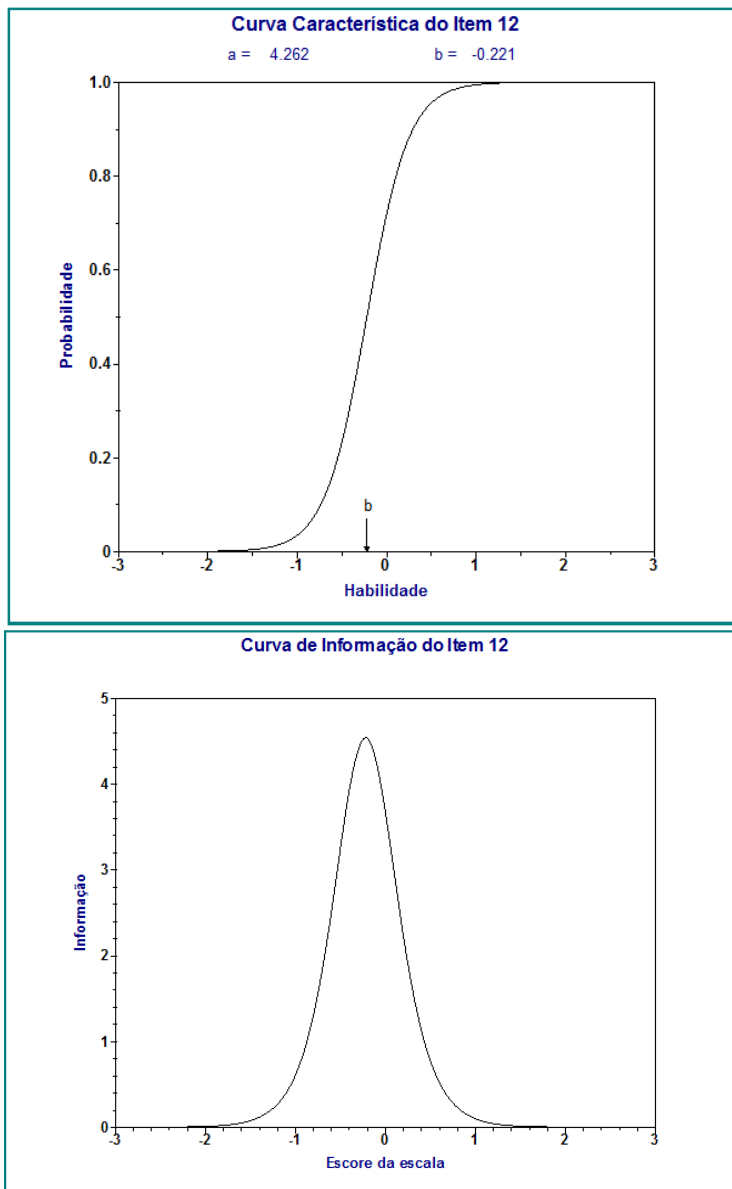 Curva Característica do Item 12
a = 4.262 b = -0.221
1.0
0.8
0.6
0.4
0.2
0
Probabilidade
b
-3 -2 -1 0 1 2 3
Habilidade
Curva de Informação do Item 12
5
4
3
2
1
0
Informação
-3 -2 -1 0 1 2 3
Escore da escala